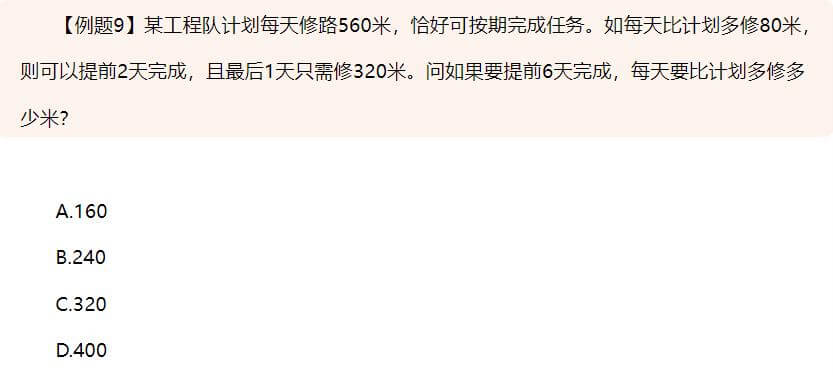 【例题9】某工程队计划每天修路560米，恰好可按期完成任务。如每天比计划多修80米，
则可以提前2天完成，且最后1天只需修320米。问如果要提前6天完成，每天要比计划多修多
少米？
A.160
B.240
C.320
D.400